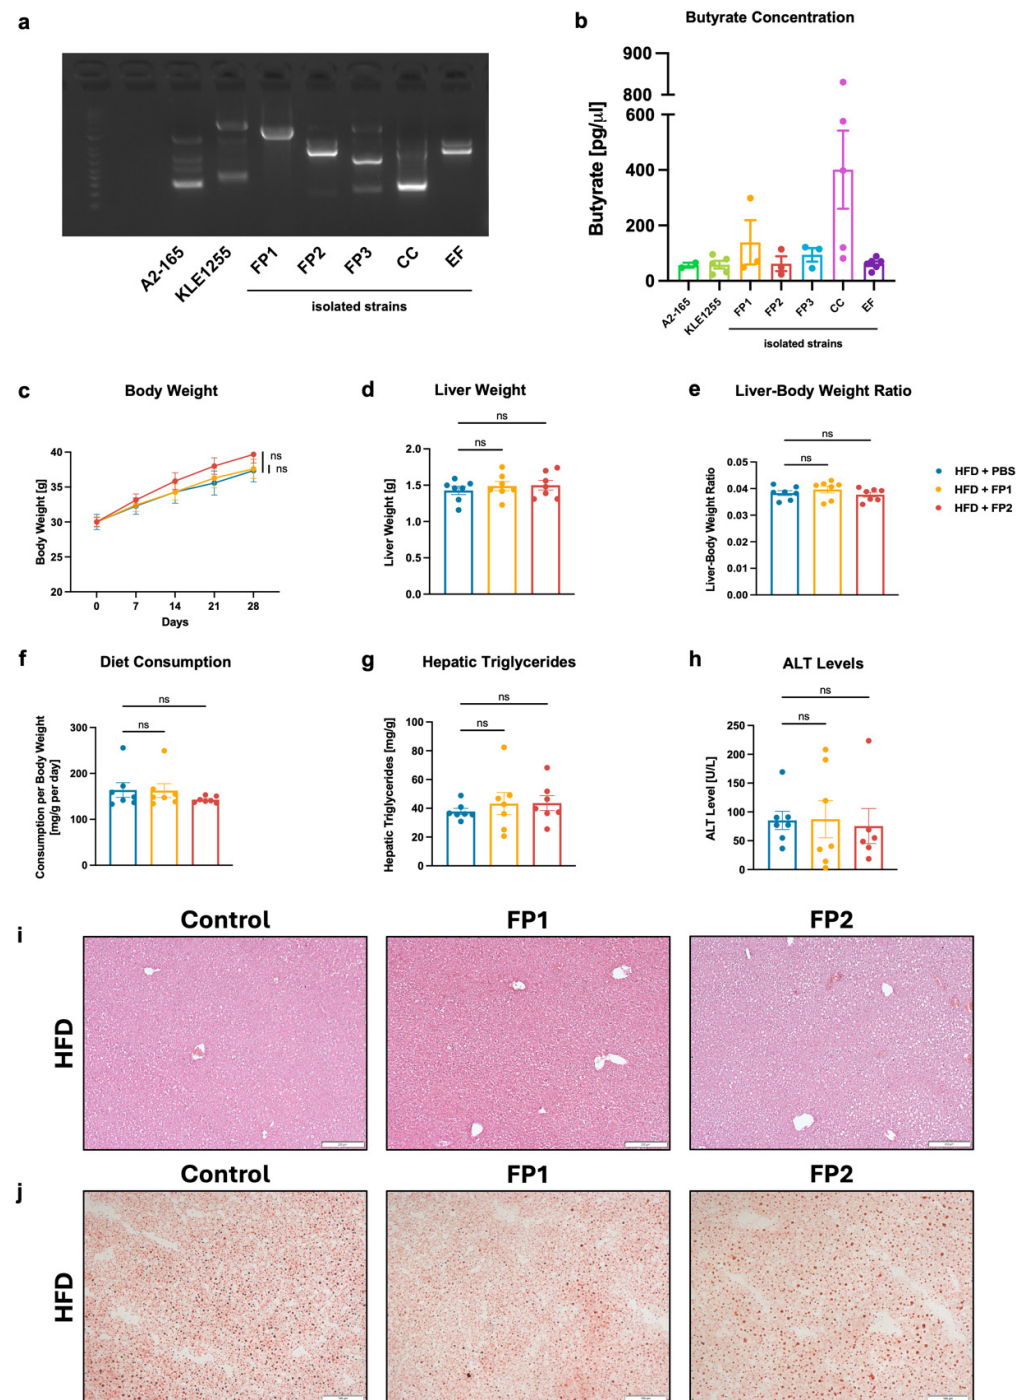 a
A2-165
KLE1255
FP1
FP2
FP3
CC
EF
isolated strains
b
Butyrate Concentration
Butyrate [pg/µl]
900
800
600
400
200
0
A2-165
KLE1255
FP1
FP2
FP3
CC
EF
isolated strains
c
Body Weight
Body Weight [g]
40
35
30
25
20
0 7 14 21 28
Days
ns
ns
d
Liver Weight
ns
ns
Liver Weight [g]
2.0
1.5
1.0
0.5
0.0
e
Liver-Body Weight Ratio
ns
ns
Liver-Body Weight Ratio
0.05
0.04
0.03
0.02
0.01
0.00
HFD + PBS
HFD + FP1
HFD + FP2
f
Diet Consumption
ns
ns
Consumption per Body Weight
[mg/g per day]
300
200
100
0
g
Hepatic Triglycerides
ns
ns
Hepatic Triglycerides [mg/g]
100
80
60
40
20
0
h
ALT Levels
ns
ns
ALT Level [U/L]
250
200
150
100
50
0
i
Control
FP1
FP2
HFD
j
Control
FP1
FP2
HFD